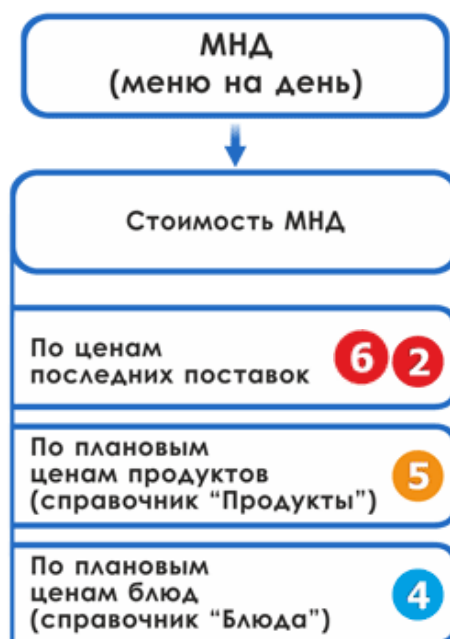 МНД
(меню на день)
Стоимость МНД
По ценам
последних поставок
6 2
По плановым
ценам продуктов
(справочник "Продукты")
5
По плановым
ценам блюд
(справочник "Блюда")
4